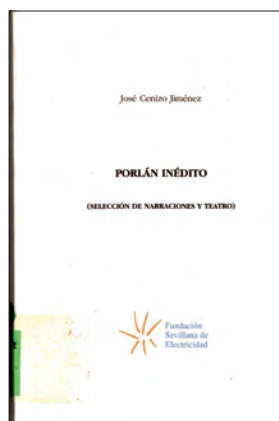 José Cenizo Jiménez
PORLÁN INÉDITO
(SELECCIÓN DE NARRACIONES Y TEATRO)
Fundación
Sevillana de
Electricidad